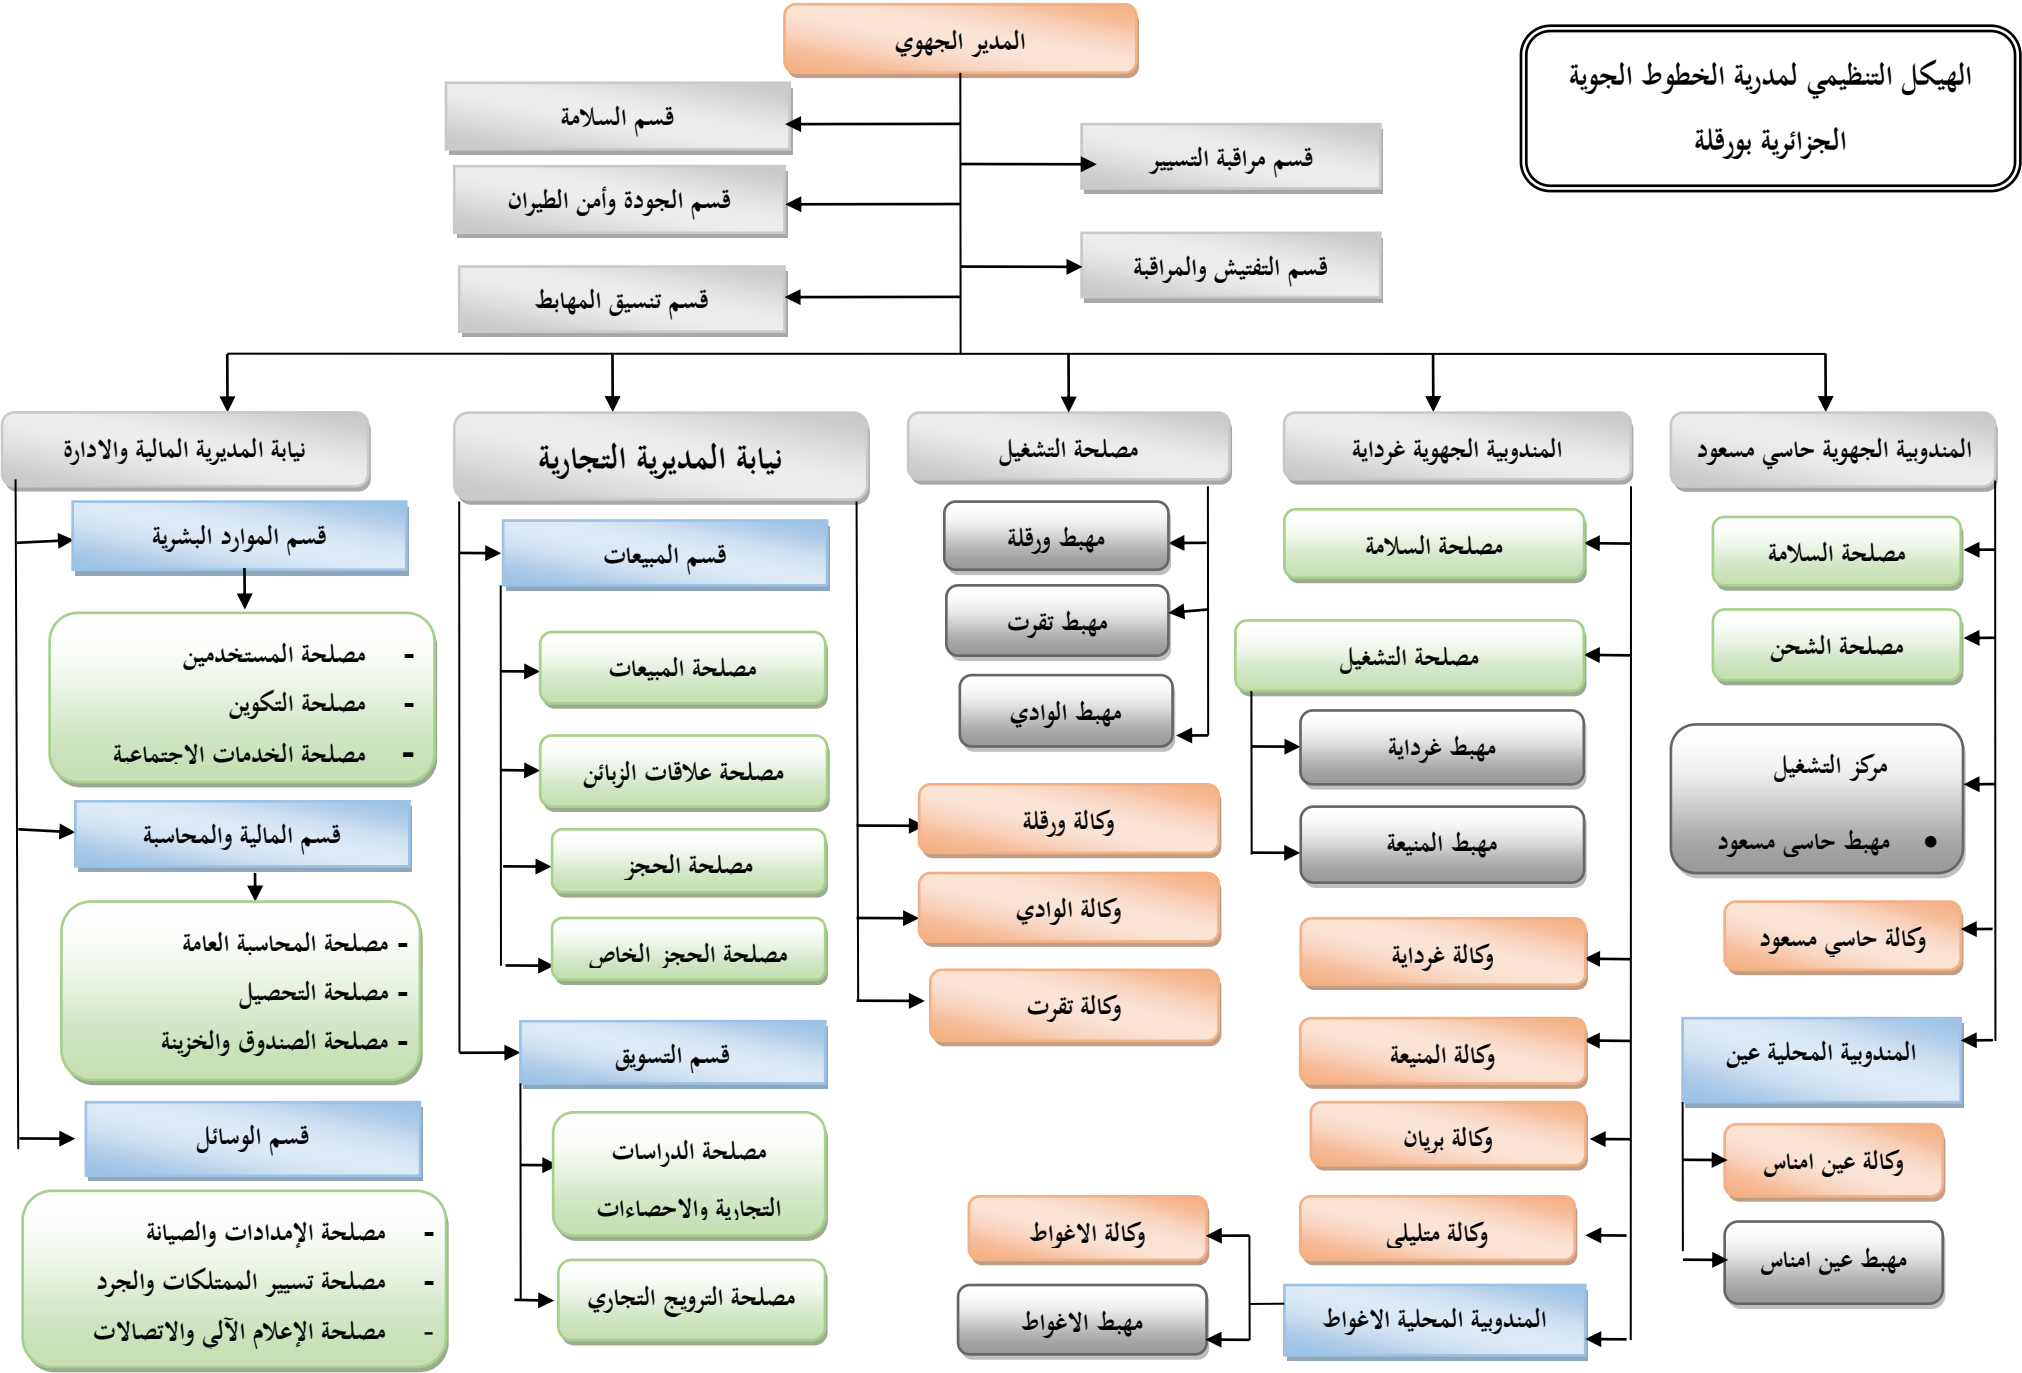 الهيكل التنظيمي لمدرية الخطوط الجوية
الجزائرية بورقلة
المدير الجهوي
قسم مراقبة التسيير
قسم التفتيش والمراقبة
قسم السلامة
قسم الجودة وأمن الطيران
قسم تنسيق المهابط
المندوبية الجهوية حاسي مسعود
مصلحة السلامة
مصلحة الشحن
مركز التشغيل
• مهبط حاسي مسعود
وكالة حاسي مسعود
المندوبية المحلية عين
وكالة عين امناس
مهبط عين امناس
المندوبية الجهوية غرداية
مصلحة السلامة
مصلحة التشغيل
مهبط غرداية
مهبط المنيعة
وكالة غرداية
وكالة المنيعة
وكالة بريان
وكالة متليلي
المندوبية المحلية الاغواط
وكالة الاغواط
مهبط الاغواط
مصلحة التشغيل
مهبط ورقلة
مهبط تقرت
مهبط الوادي
نيابة المديرية التجارية
وكالة ورقلة
وكالة الوادي
وكالة تقرت
قسم المبيعات
مصلحة المبيعات
مصلحة علاقات الزبائن
مصلحة الحجز
مصلحة الحجز الخاص
قسم التسويق
مصلحة الدراسات
التجارية والاحصاءات
مصلحة الترويج التجاري
نيابة المديرية المالية والادارة
قسم الموارد البشرية
- مصلحة المستخدمين
- مصلحة التكوين
- مصلحة الخدمات الاجتماعية
قسم المالية والمحاسبة
- مصلحة المحاسبة العامة
- مصلحة التحصيل
- مصلحة الصندوق والخزينة
قسم الوسائل
- مصلحة الإمدادات والصيانة
- مصلحة تسيير الممتلكات والجرد
- مصلحة الإعلام الآلي والاتصالات